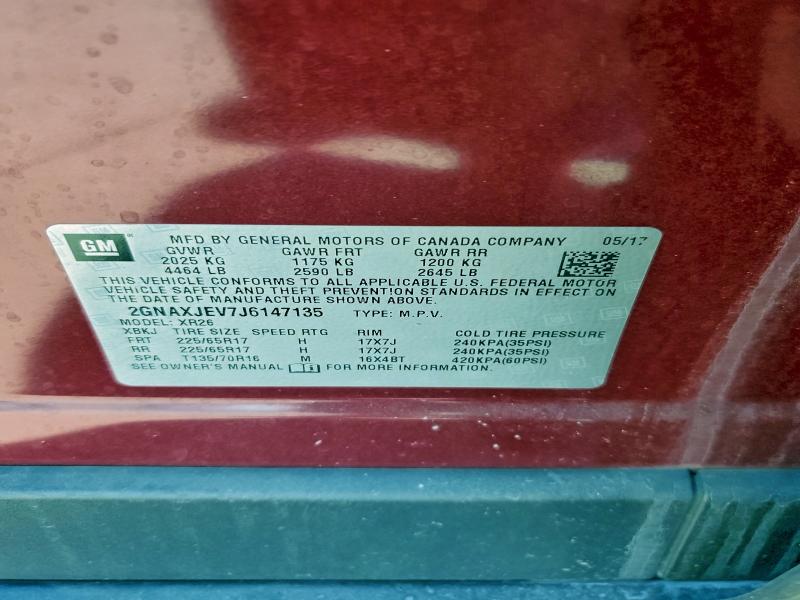 GM MFD BY GENERAL MOTORS OF CANADA COMPANY 05/17
GVWR GAWR FRT GAWR RR
2025 KG 1175 KG 1200 KG
4464 LB 2590 LB 2645 LB
THIS VEHICLE CONFORMS TO ALL APPLICABLE U.S. FEDERAL MOTOR
VEHICLE SAFETY AND THEFT PREVENTION STANDARDS IN EFFECT ON
THE DATE OF MANUFACTURE SHOWN ABOVE.
2GNAXJEV7J6147135 TYPE: M.P.V.
MODEL: XR26
XBKJ TIRE SIZE SPEED RTG RIM COLD TIRE PRESSURE
FRT 225/65R17 H 17X7J 240KPA(35PSI)
RR 225/65R17 H 17X7J 240KPA(35PSI)
SPA T135/70R16 M 16X4BT 420KPA(60PSI)
SEE OWNER'S MANUAL FOR MORE INFORMATION.